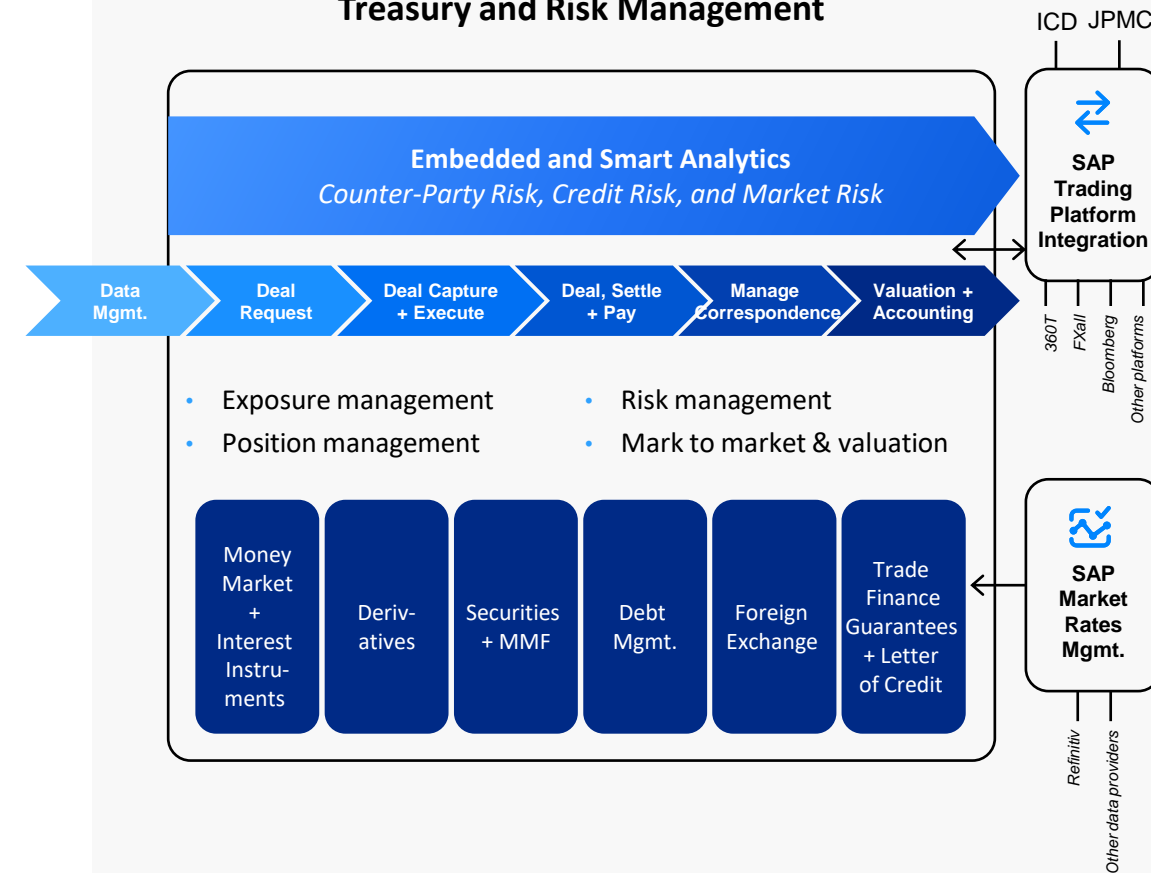 Treasury and Risk Management
ICD JPMC
Embedded and Smart Analytics
Counter-Party Risk, Credit Risk, and Market Risk
SAP
Trading
Platform
Integration
Data
Mgmt.
Deal
Request
Deal Capture
+ Execute
Deal, Settle
+ Pay
Manage
Correspondence
Valuation +
Accounting
360T
FXall
Bloomberg
Other platforms
• Exposure management
• Position management
• Risk management
• Mark to market & valuation
Money
Market
+
Interest
Instru-
ments
Deriv-
atives
Securities
+ MMF
Debt
Mgmt.
Foreign
Exchange
Trade
Finance
Guarantees
+ Letter
of Credit
SAP
Market
Rates
Mgmt.
Refinitiv
Other data providers